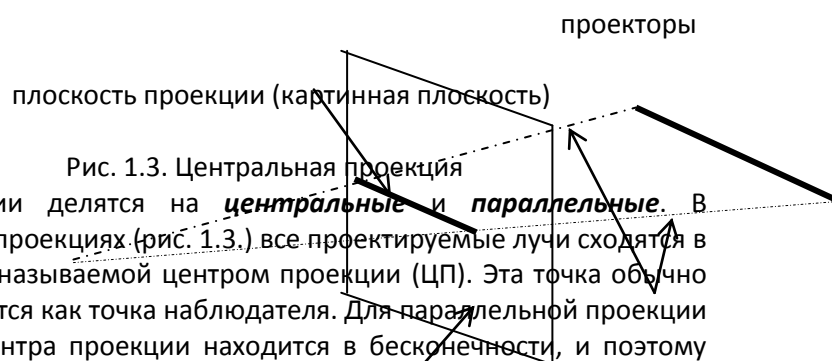 проекторы
плоскость проекции (картинная плоскость)
Рис. 1.3. Центральная проекция
ии делятся на центральные и параллельные. В
проекциях (рис. 1.3.) все проектируемые лучи сходятся в
называемой центром проекции (ЦП). Эта точка обычно
тся как точка наблюдателя. Для параллельной проекции
нтра проекции находится в бесконечности, и поэтому